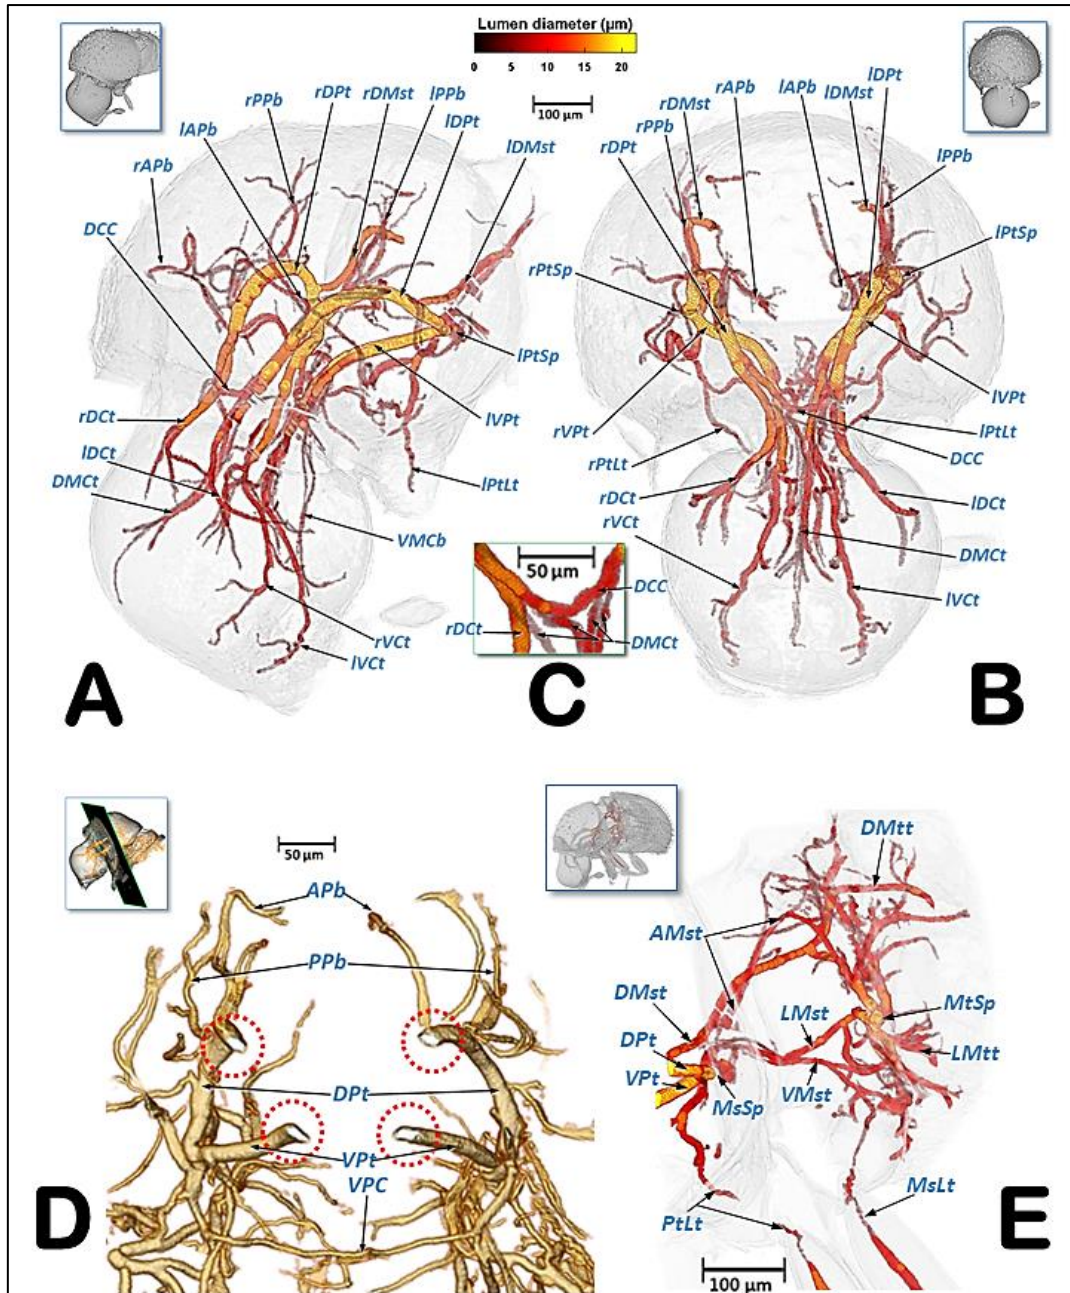 Lumen diameter (µm)
0 5 10 15 20
100 µm
rPPb
rDPt
rDMst
lPPb
lDPt
lAPb
lDMst
rAPb
DCC
lPtSp
rDCt
lVPt
lDCt
DMCt
lPtLt
VMCb
rVCt
lVCt
A
lDPt
rAPb
lAPb
lDMst
rDMst
rPPb
rDPt
lPPb
lPtSp
rPtSp
lVPt
rVPt
lPtLt
rPtLt
DCC
rDCt
lDCt
rVCt
DMCt
lVCt
B
50 µm
DCC
rDCt
DMCt
C
50 µm
APb
PPb
DPt
VPt
VPC
D
DMtt
AMst
DMst
LMst
MtSp
DPt
LMtt
VPt
MsSp
VMst
MsLt
PtLt
E
100 µm